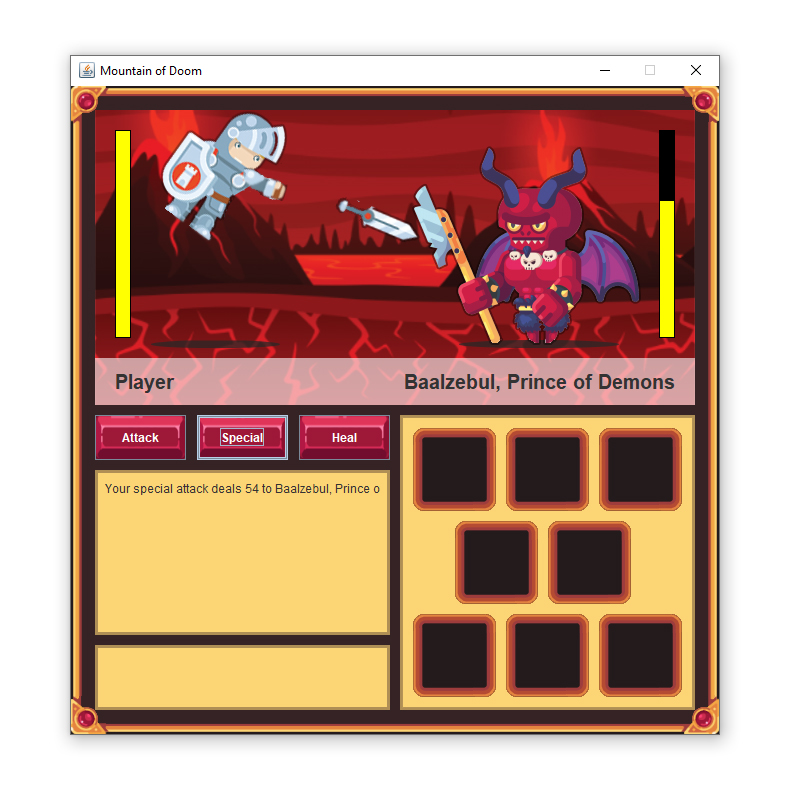 Mountain of Doom
Player
Baalzebul, Prince of Demons
Attack
Special
Heal
Your special attack deals 54 to Baalzebul, Prince o